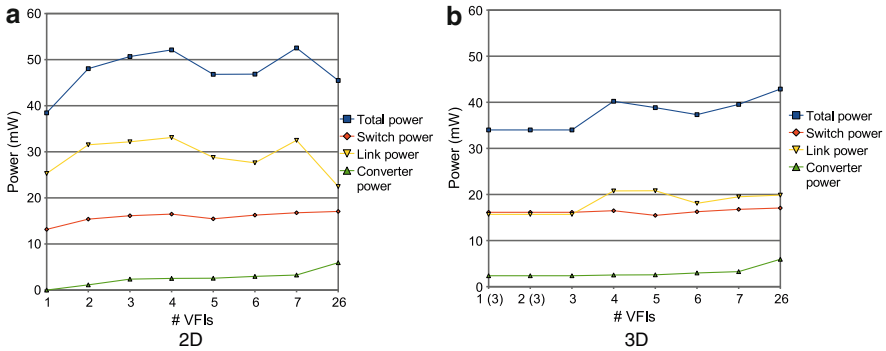 a
60
50
40
30
20
10
0
Power (mW)
1 2 3 4 5 6 7 26
# VFIs
2D
Total power
Switch power
Link power
Converter
power
b
60
50
40
30
20
10
0
Power (mW)
1 (3) 2 (3) 3 4 5 6 7 26
# VFIs
3D
Total power
Switch power
Link power
Converter
power